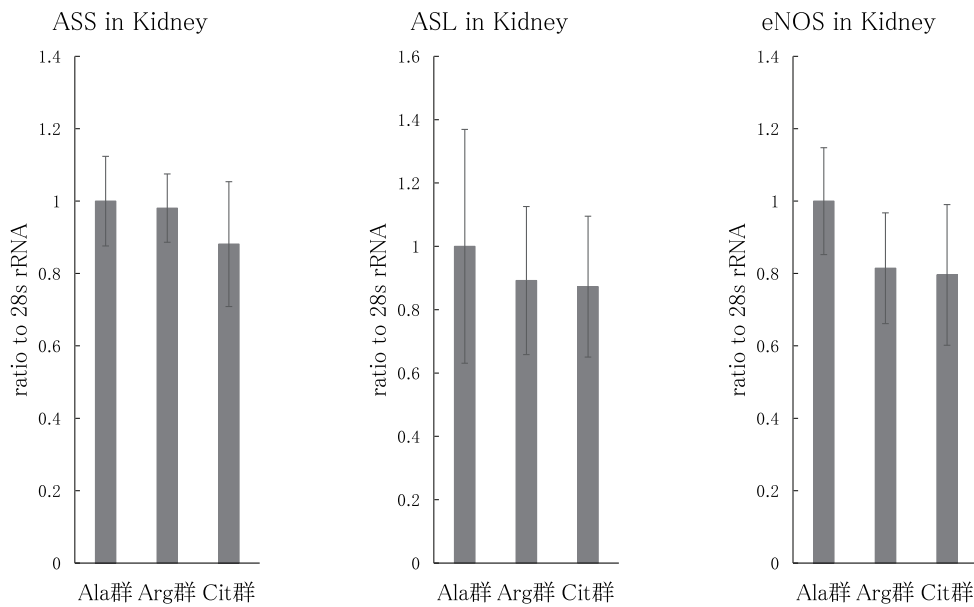 ASS in Kidney
1.4
1.2
1
0.8
0.6
0.4
0.2
0
ratio to 28s rRNA
Ala群 Arg群 Cit群
ASL in Kidney
1.6
1.4
1.2
1
0.8
0.6
0.4
0.2
0
ratio to 28s rRNA
Ala群 Arg群 Cit群
eNOS in Kidney
1.4
1.2
1
0.8
0.6
0.4
0.2
0
ratio to 28s rRNA
Ala群 Arg群 Cit群